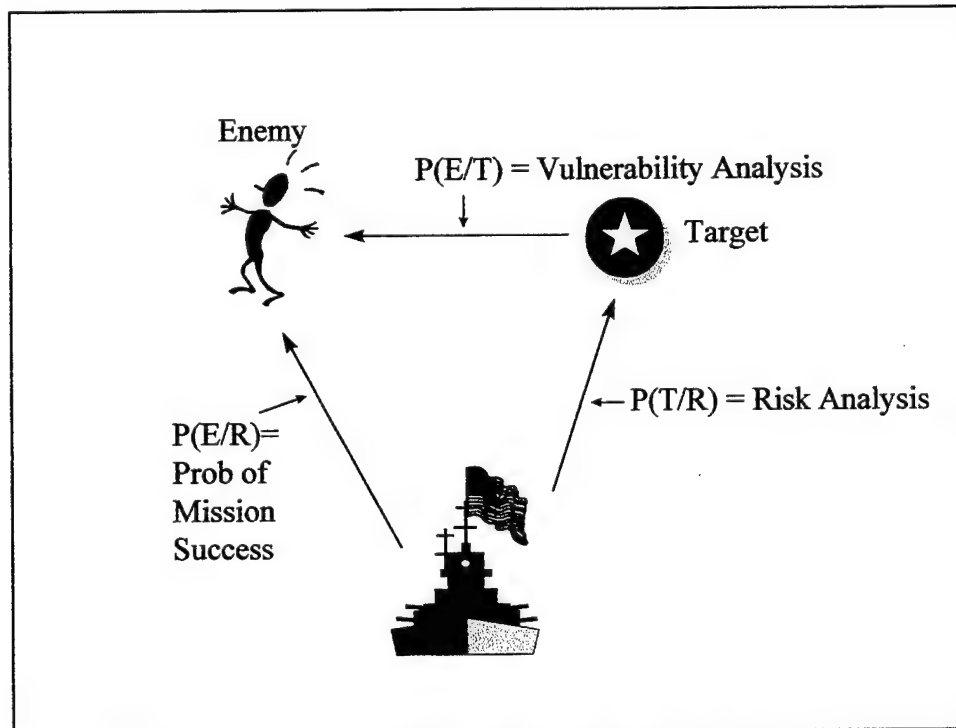 Enemy
P(E/T) = Vulnerability Analysis
Target
P(T/R) = Risk Analysis
P(E/R)=
Prob of
Mission
Success